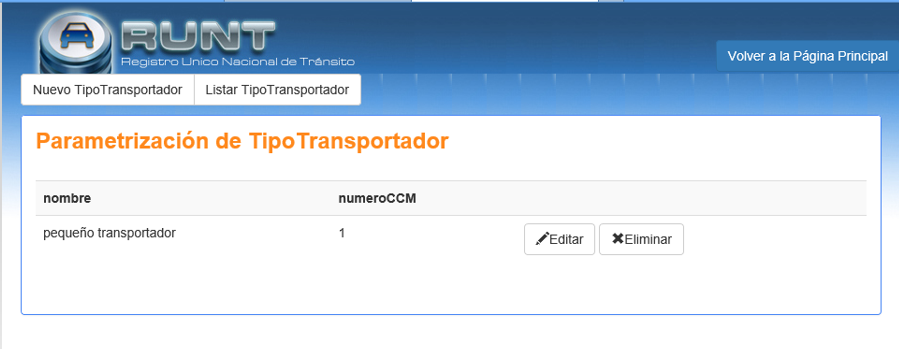 RUNT
Registro Unico Nacional de Tránsito
Volver a la Página Principal
Nuevo TipoTransportador Listar TipoTransportador
Parametrización de TipoTransportador
nombre numeroCCM
pequeño transportador 1 Editar Eliminar